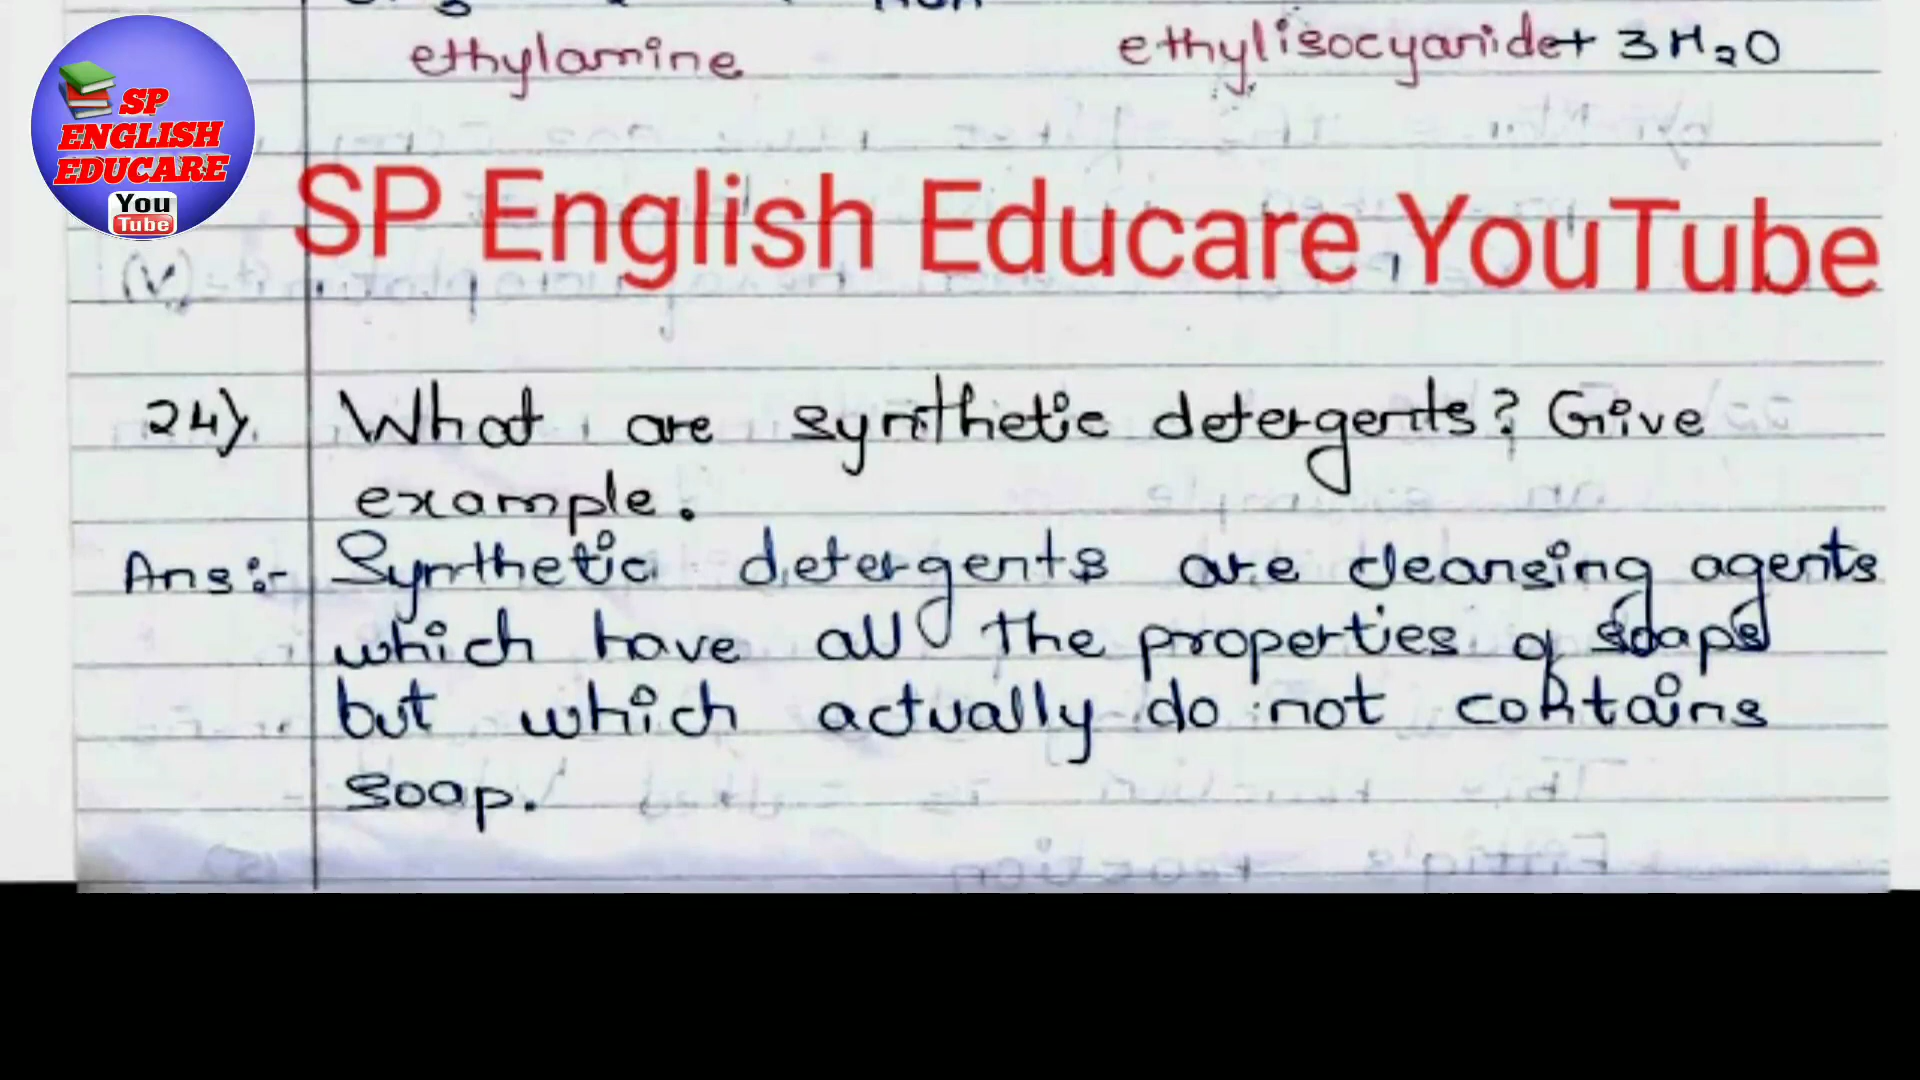 ethylamine ethylisocyanide + 3H₂O
SP
ENGLISH
EDUCARE
You
Tube
SP English Educare YouTube
24). What are synthetic detergents? Give
example.
Ans:- Synthetic detergents are cleansing agents
which have all the properties of soaps
but which actually do not contains
soap.